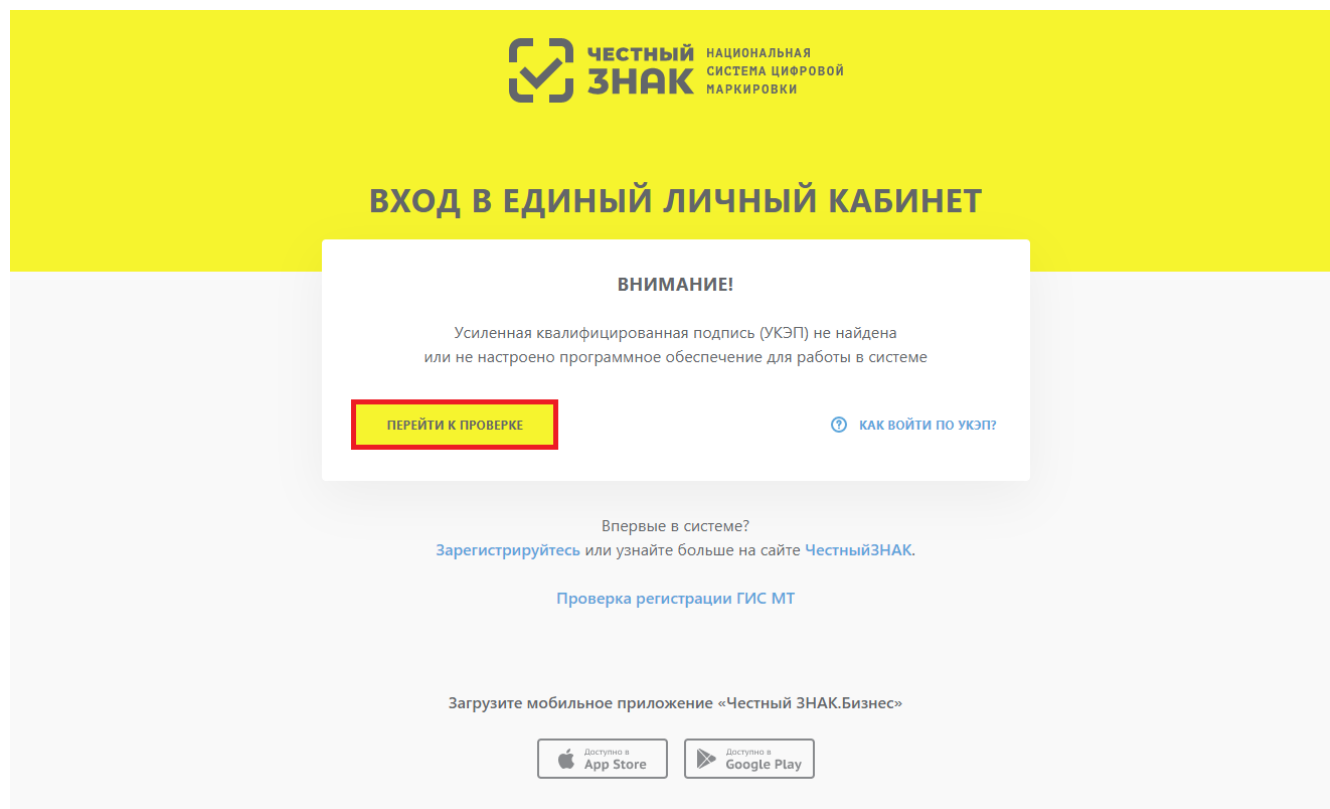 ЧЕСТНЫЙ
ЗНАК
НАЦИОНАЛЬНАЯ
СИСТЕМА ЦИФРОВОЙ
МАРКИРОВКИ
ВХОД В ЕДИНЫЙ ЛИЧНЫЙ КАБИНЕТ
ВНИМАНИЕ!
Усиленная квалифицированная подпись (УКЭП) не найдена
или не настроено программное обеспечение для работы в системе
ПЕРЕЙТИ К ПРОВЕРКЕ
КАК ВОЙТИ ПО УКЭП?
Впервые в системе?
Зарегистрируйтесь или узнайте больше на сайте ЧестныйЗНАК.
Проверка регистрации ГИС МТ
Загрузите мобильное приложение «Честный ЗНАК.Бизнес»
Доступно в
App Store
Доступно в
Google Play